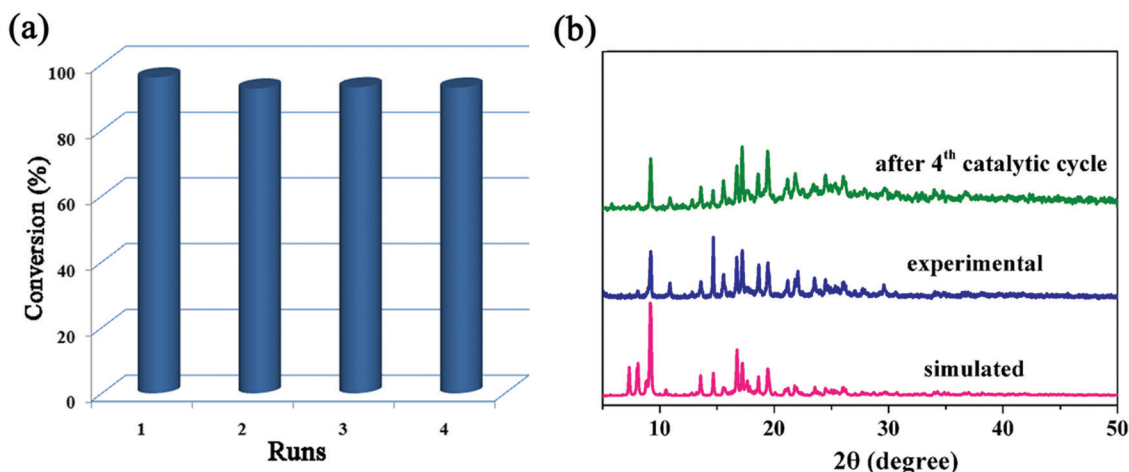 (a)
100
80
60
40
20
0
Conversion (%)
1 2 3 4
Runs
(b)
after 4th catalytic cycle
experimental
simulated
10 20 30 40 50
2θ (degree)